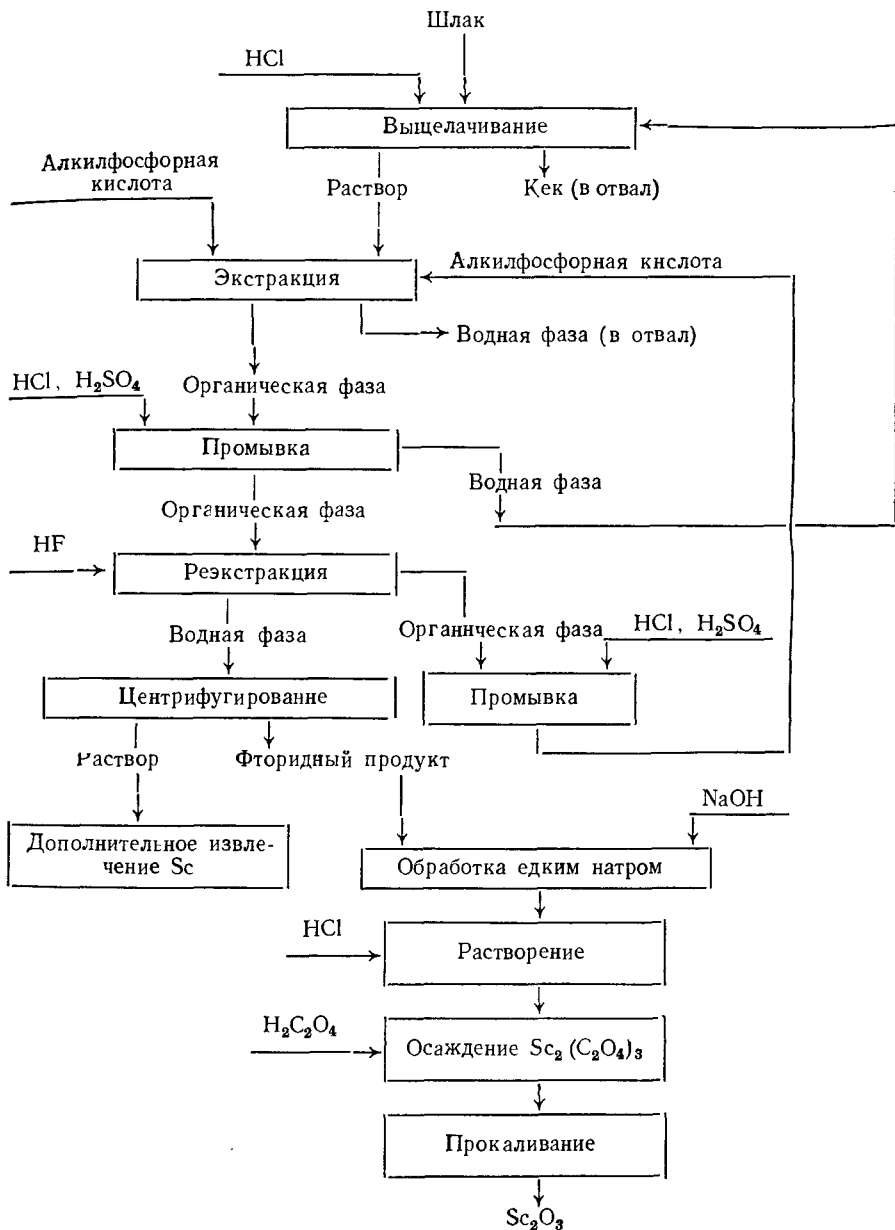 Шлак
HCl
Выщелачивание
Алкилфосфорная
кислота
Раствор
Кек (в отвал)
Экстракция
Алкилфосфорная кислота
Водная фаза (в отвал)
HCl, H₂SO₄
Органическая фаза
Промывка
Водная фаза
Органическая фаза
HF
Реэкстракция
Водная фаза
Органическая фаза
HCl, H₂SO₄
Центрифугирование
Промывка
Раствор
Фторидный продукт
NaOH
Дополнительное извле-
чение Sc
Обработка едким натром
HCl
Растворение
H₂C₂O₄
Осаждение Sc₂(C₂O₄)₃
Прокаливание
Sc₂O₃